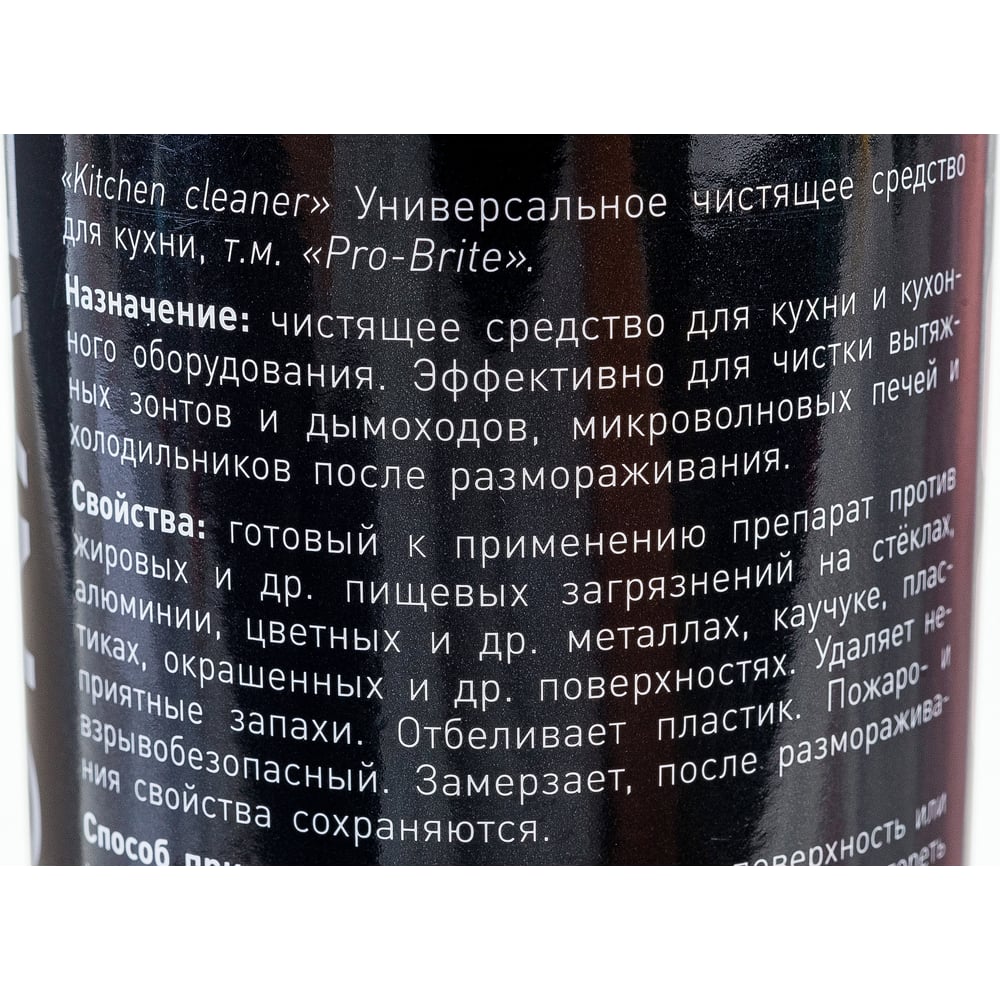 «Kitchen cleaner» Универсальное чистящее средство
для кухни, т.м. «Pro-Brite».
Назначение: чистящее средство для кухни и кухон-
ного оборудования. Эффективно для чистки вытяж-
ных зонтов и дымоходов, микроволновых печей и
холодильников после размораживания.
Свойства: готовый к применению препарат против
жировых и др. пищевых загрязнений на стёклах,
алюминии, цветных и др. металлах, каучуке, плас-
тиках, окрашенных и др. поверхностях. Удаляет не-
приятные запахи. Отбеливает пластик. Пожаро- и
взрывобезопасный. Замерзает, после разморажива-
ния свойства сохраняются.
Способ поверхность или